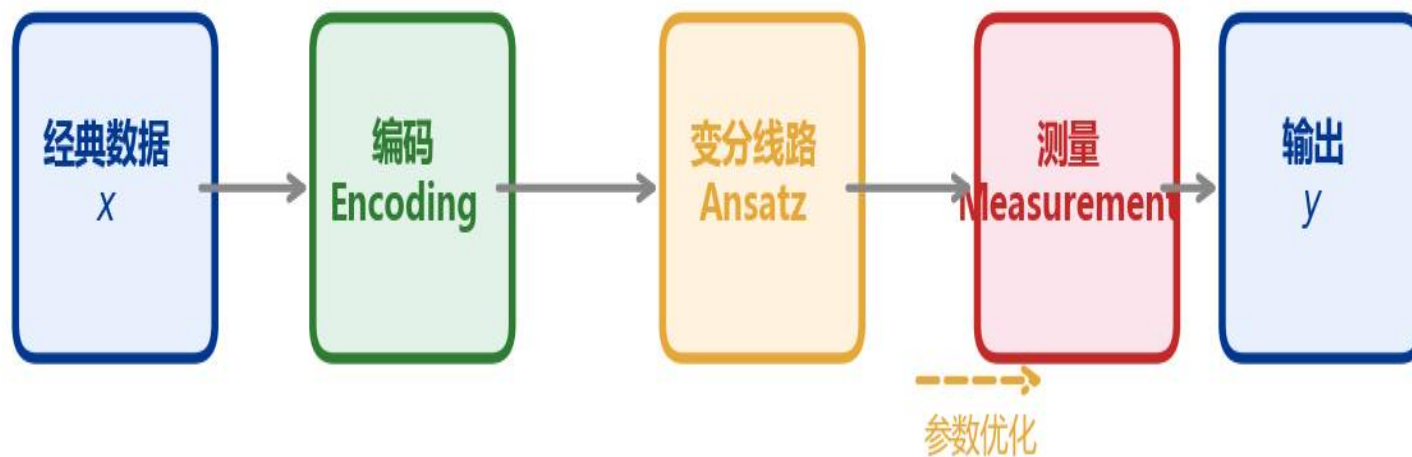 经典数据
x
编码
Encoding
变分线路
Ansatz
测量
Measurement
输出
y
参数优化